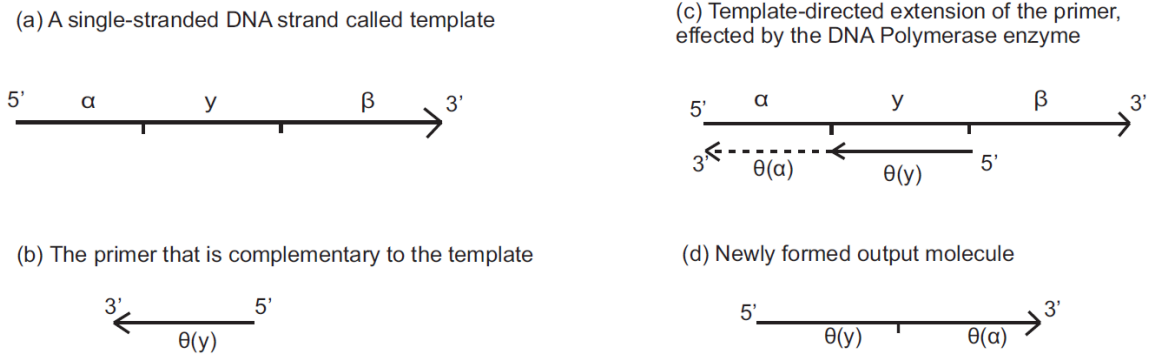 (a) A single-stranded DNA strand called template
5' α y β 3'
(b) The primer that is complementary to the template
3' 5'
θ(y)
(c) Template-directed extension of the primer,
effected by the DNA Polymerase enzyme
5' α y β 3'
3' θ(α) θ(y) 5'
(d) Newly formed output molecule
5' 3'
θ(y) θ(α)